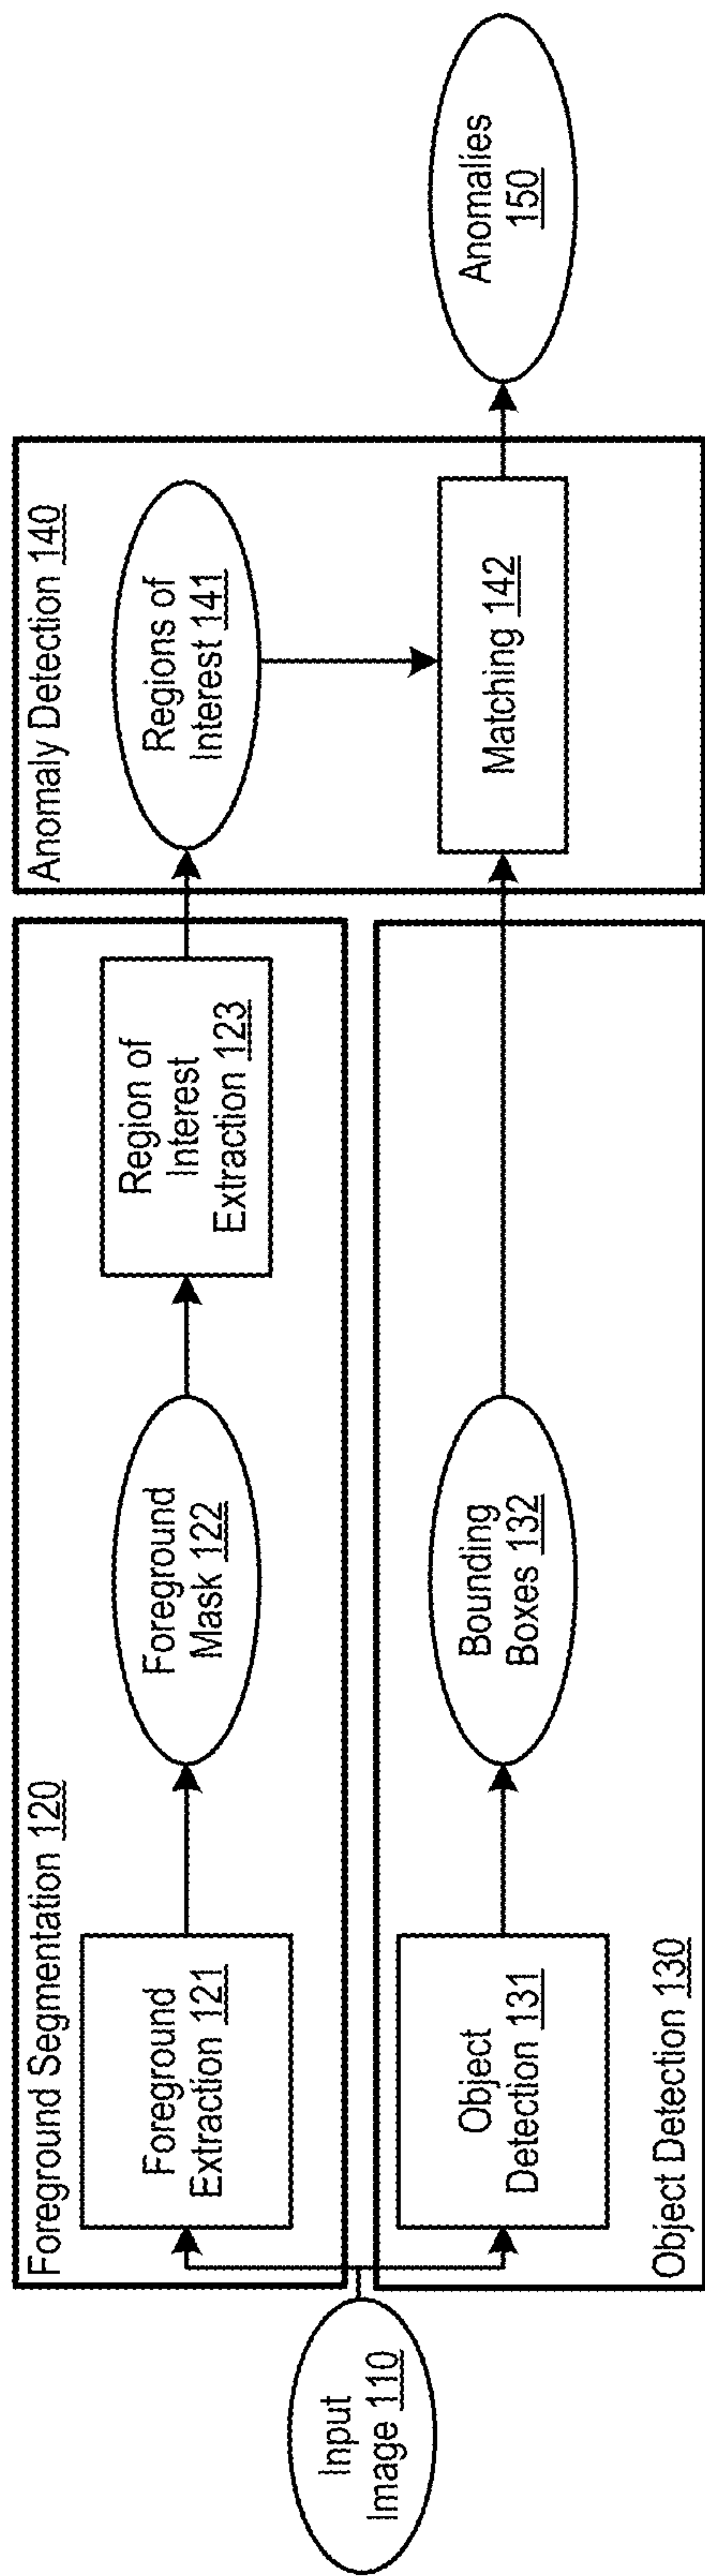 Input
Image 110
Foreground Segmentation 120
Foreground
Extraction 121
Foreground
Mask 122
Region of
Interest
Extraction 123
Object
Detection 131
Bounding
Boxes 132
Object Detection 130
Anomaly Detection 140
Regions of
Interest 141
Matching 142
Anomalies
150